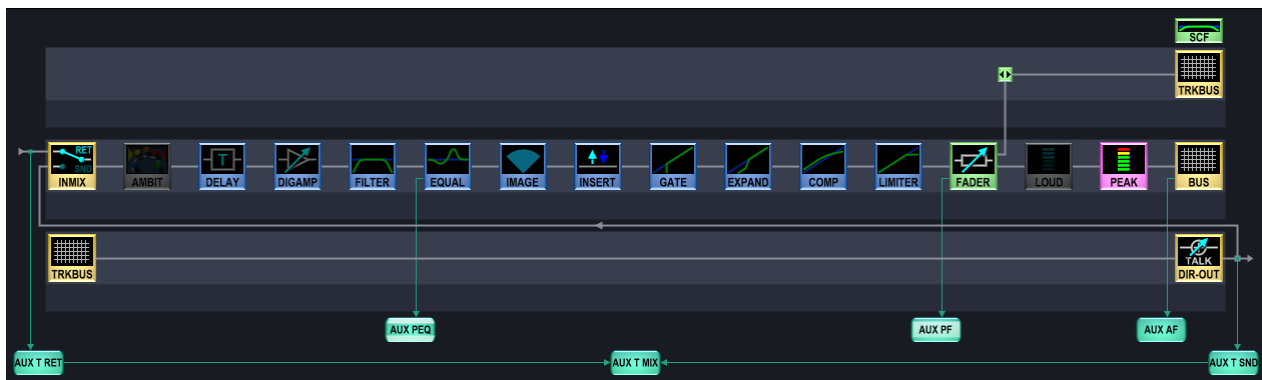 SCF
TRKBUS
RET
SND
INMIX
AMBIT
T
DELAY
DIGAMP
FILTER
EQUAL
IMAGE
INSERT
GATE
EXPAND
COMP
LIMITER
FADER
LOUD
PEAK
BUS
TRKBUS
TALK
DIR-OUT
AUX PEQ
AUX PF
AUX AF
AUX T RET
AUX T MIX
AUX T SND